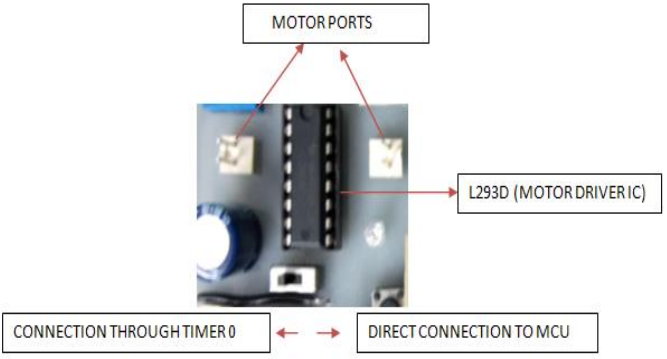 MOTOR PORTS
L293D (MOTOR DRIVER IC)
CONNECTION THROUGH TIMER 0
DIRECT CONNECTION TO MCU